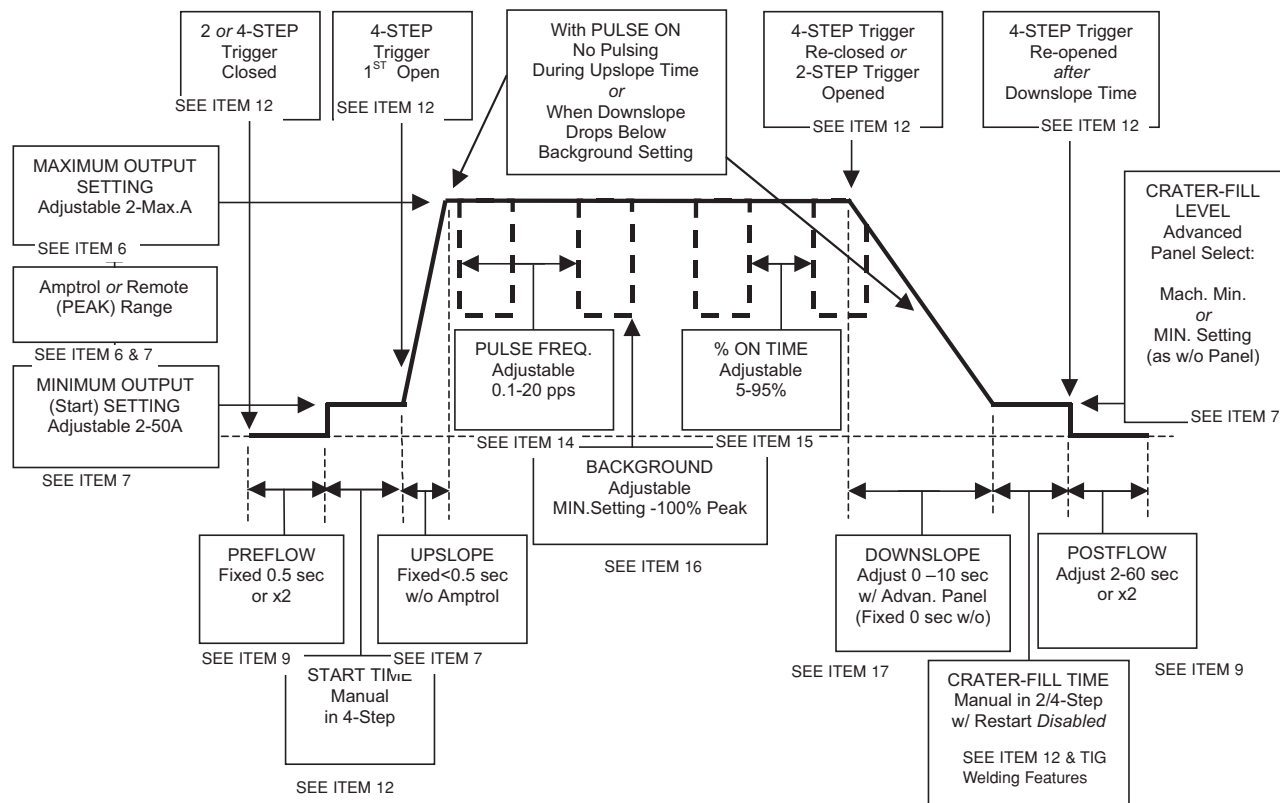 2 or 4-STEP
Trigger
Closed
SEE ITEM 12
4-STEP
Trigger
1ST Open
SEE ITEM 12
With PULSE ON
No Pulsing
During Upslope Time
or
When Downslope
Drops Below
Background Setting
4-STEP Trigger
Re-closed or
2-STEP Trigger
Opened
SEE ITEM 12
4-STEP Trigger
Re-opened
after
Downslope Time
SEE ITEM 12
MAXIMUM OUTPUT
SETTING
Adjustable 2-Max.A
SEE ITEM 6
Amptrol or Remote
(PEAK) Range
SEE ITEM 6 & 7
MINIMUM OUTPUT
(Start) SETTING
Adjustable 2-50A
SEE ITEM 7
CRATER-FILL
LEVEL
Advanced
Panel Select:
Mach. Min.
or
MIN. Setting
(as w/o Panel)
SEE ITEM 7
PULSE FREQ.
Adjustable
0.1-20 pps
SEE ITEM 14
% ON TIME
Adjustable
5-95%
SEE ITEM 15
BACKGROUND
Adjustable
MIN.Setting -100% Peak
SEE ITEM 16
PREFLOW
Fixed 0.5 sec
or x2
SEE ITEM 9
UPSLOPE
Fixed<0.5 sec
w/o Amptrol
SEE ITEM 7
START TIME
Manual
in 4-Step
SEE ITEM 12
DOWNSLOPE
Adjust 0 –10 sec
w/ Advan. Panel
(Fixed 0 sec w/o)
SEE ITEM 17
POSTFLOW
Adjust 2-60 sec
or x2
SEE ITEM 9
CRATER-FILL TIME
Manual in 2/4-Step
w/ Restart Disabled
SEE ITEM 12 & TIG
Welding Features